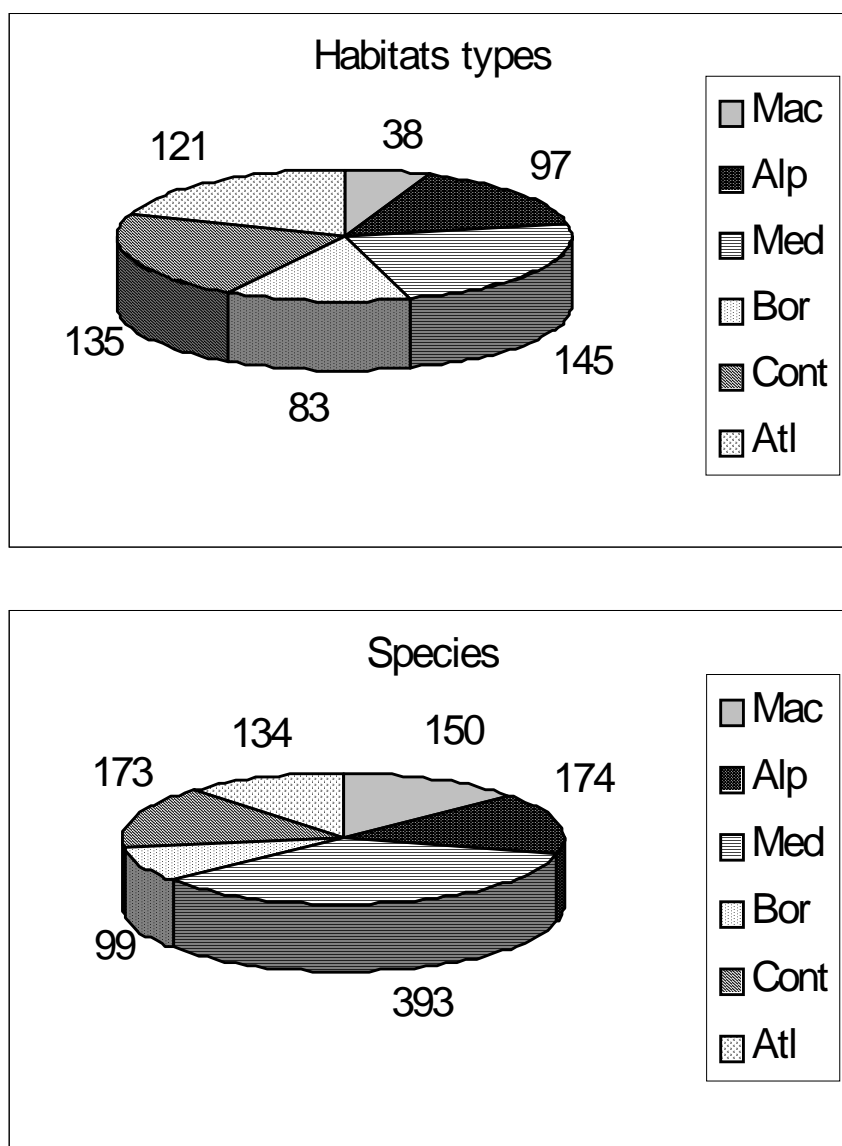 Habitats types
121
38
97
135
83
145
Mac
Alp
Med
Bor
Cont
Atl
Species
173
134
150
174
99
393
Mac
Alp
Med
Bor
Cont
Atl